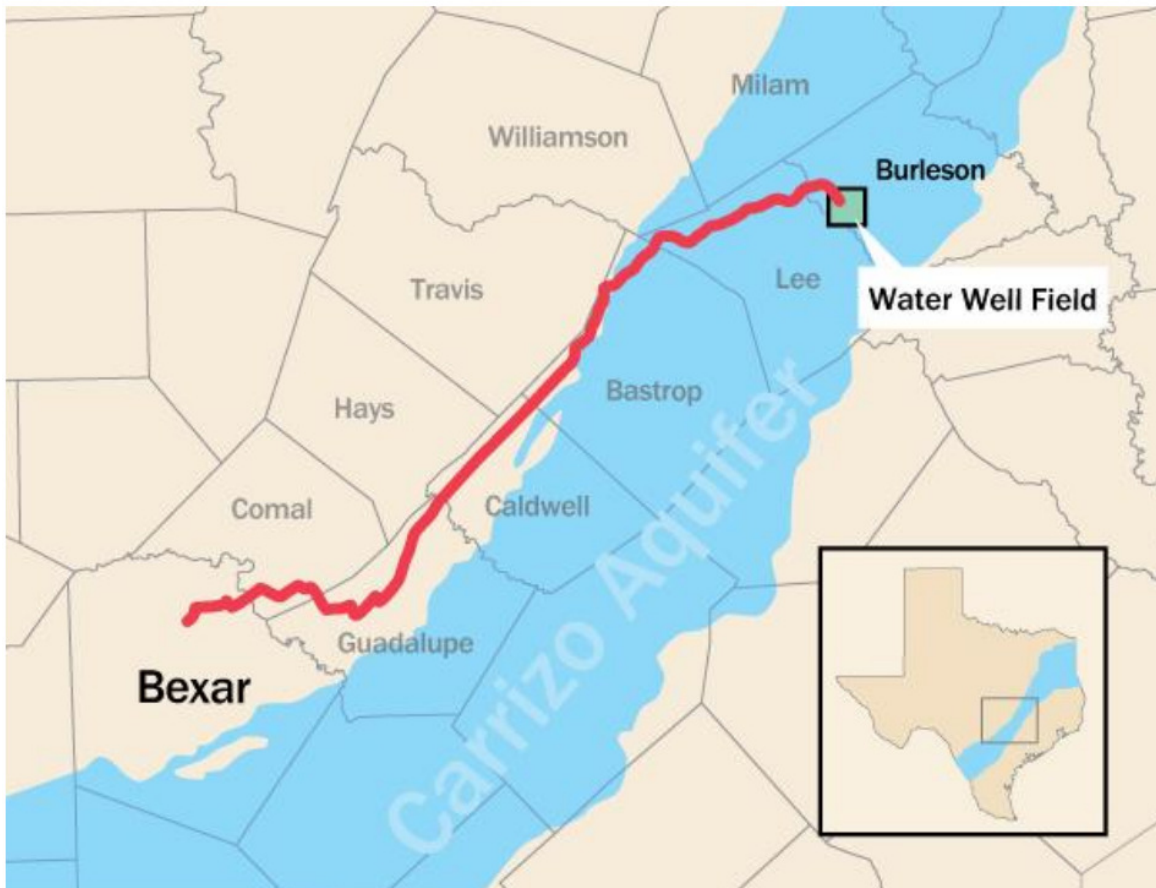 Milam
Williamson
Burleson
Travis
Lee
Water Well Field
Bastrop
Hays
Caldwell
Comal
Carrizo Aquifer
Guadalupe
Bexar